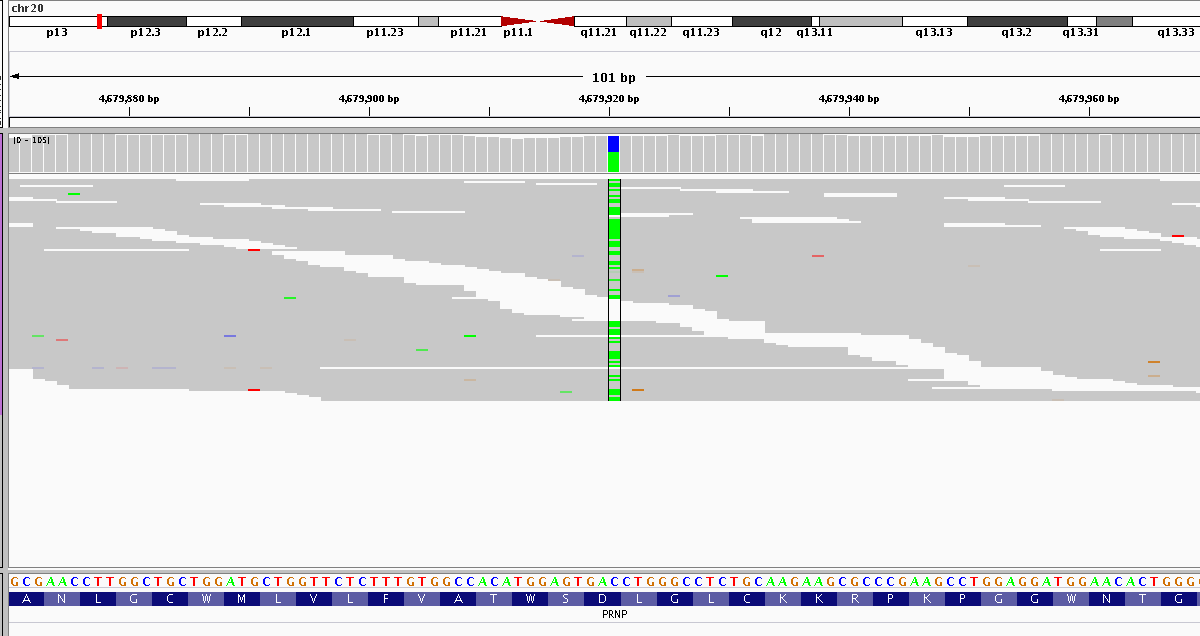 chr20
p13 p12.3 p12.2 p12.1 p11.23 p11.21 p11.1 q11.21 q11.22 q11.23 q12 q13.11 q13.13 q13.2 q13.31 q13.33
101 bp
4,679,880 bp 4,679,900 bp 4,679,920 bp 4,679,940 bp 4,679,960 bp
[0 - 105]
GCGAACCTTGGCTGCTGGATGCTGGTTCTCTTTGTGGCCACATGGAGTGACCTGGGCCTCTGCAAGAAGCGCCCGAAGCCTGGAGGATGGAACACTGGG
A N L G C W M L V L F V A T W S D L G L C K K R P K P G G W N T G
PRNP